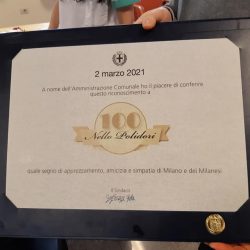 2 marzo 2021
A nome dell'Amministrazione Comunale ho il piacere di conferire
questo riconoscimento a
100
Nello Polidori
quale segno di apprezzamento, amicizia e simpatia di Milano e dei Milanesi
Il Sindaco